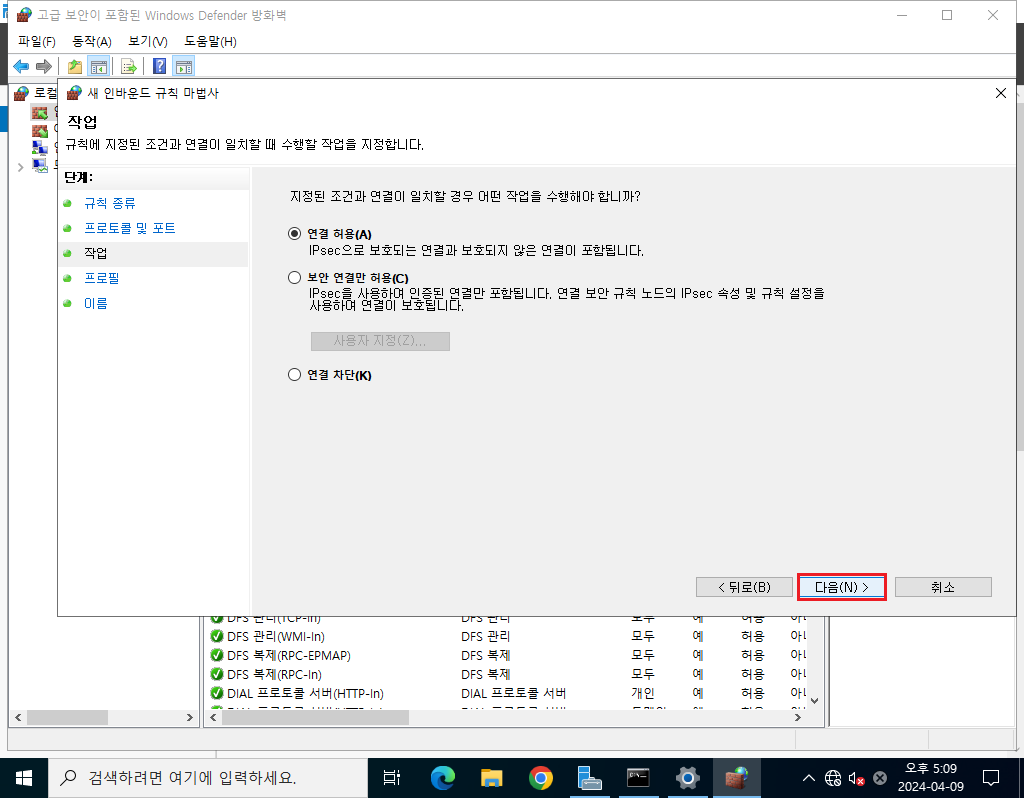 고급 보안이 포함된 Windows Defender 방화벽
파일(F) 동작(A) 보기(V) 도움말(H)
로컬
새 인바운드 규칙 마법사
작업
규칙에 지정된 조건과 연결이 일치할 때 수행할 작업을 지정합니다.
단계:
규칙 종류
프로토콜 및 포트
작업
프로필
이름
지정된 조건과 연결이 일치할 경우 어떤 작업을 수행해야 합니까?
연결 허용(A)
IPsec으로 보호되는 연결과 보호되지 않은 연결이 포함됩니다.
보안 연결만 허용(C)
IPsec을 사용하여 인증된 연결만 포함됩니다. 연결 보안 규칙 노드의 IPsec 속성 및 규칙 설정을
사용하여 연결이 보호됩니다.
사용자 지정(Z)...
연결 차단(K)
< 뒤로(B) 다음(N) > 취소
DFS 관리(TCP-In) DFS 관리 모두 예 허용
DFS 관리(WMI-In) DFS 관리 모두 예 허용
DFS 복제(RPC-EPMAP) DFS 복제 모두 예 허용
DFS 복제(RPC-In) DFS 복제 모두 예 허용
DIAL 프로토콜 서버(HTTP-In) DIAL 프로토콜 서버 개인 예 허용
검색하려면 여기에 입력하세요.
오후 5:09
2024-04-09